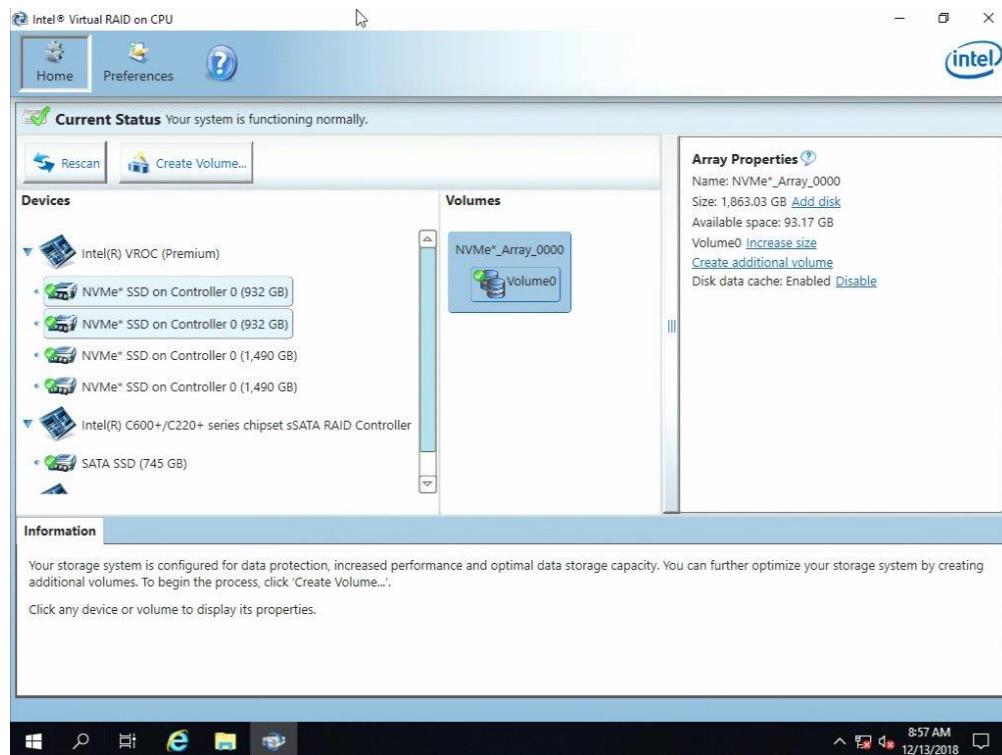 Intel® Virtual RAID on CPU
Home
Preferences
?
intel
Current Status Your system is functioning normally.
Rescan
Create Volume...
Devices
Intel(R) VROC (Premium)
NVMe* SSD on Controller 0 (932 GB)
NVMe* SSD on Controller 0 (932 GB)
NVMe* SSD on Controller 0 (1,490 GB)
NVMe* SSD on Controller 0 (1,490 GB)
Intel(R) C600+/C220+ series chipset sSATA RAID Controller
SATA SSD (745 GB)
Volumes
NVMe*_Array_0000
Volume0
Array Properties ?
Name: NVMe*_Array_0000
Size: 1,863.03 GB Add disk
Available space: 93.17 GB
Volume0 Increase size
Create additional volume
Disk data cache: Enabled Disable
Information
Your storage system is configured for data protection, increased performance and optimal data storage capacity. You can further optimize your storage system by creating
additional volumes. To begin the process, click 'Create Volume...'.
Click any device or volume to display its properties.
8:57 AM
12/13/2018